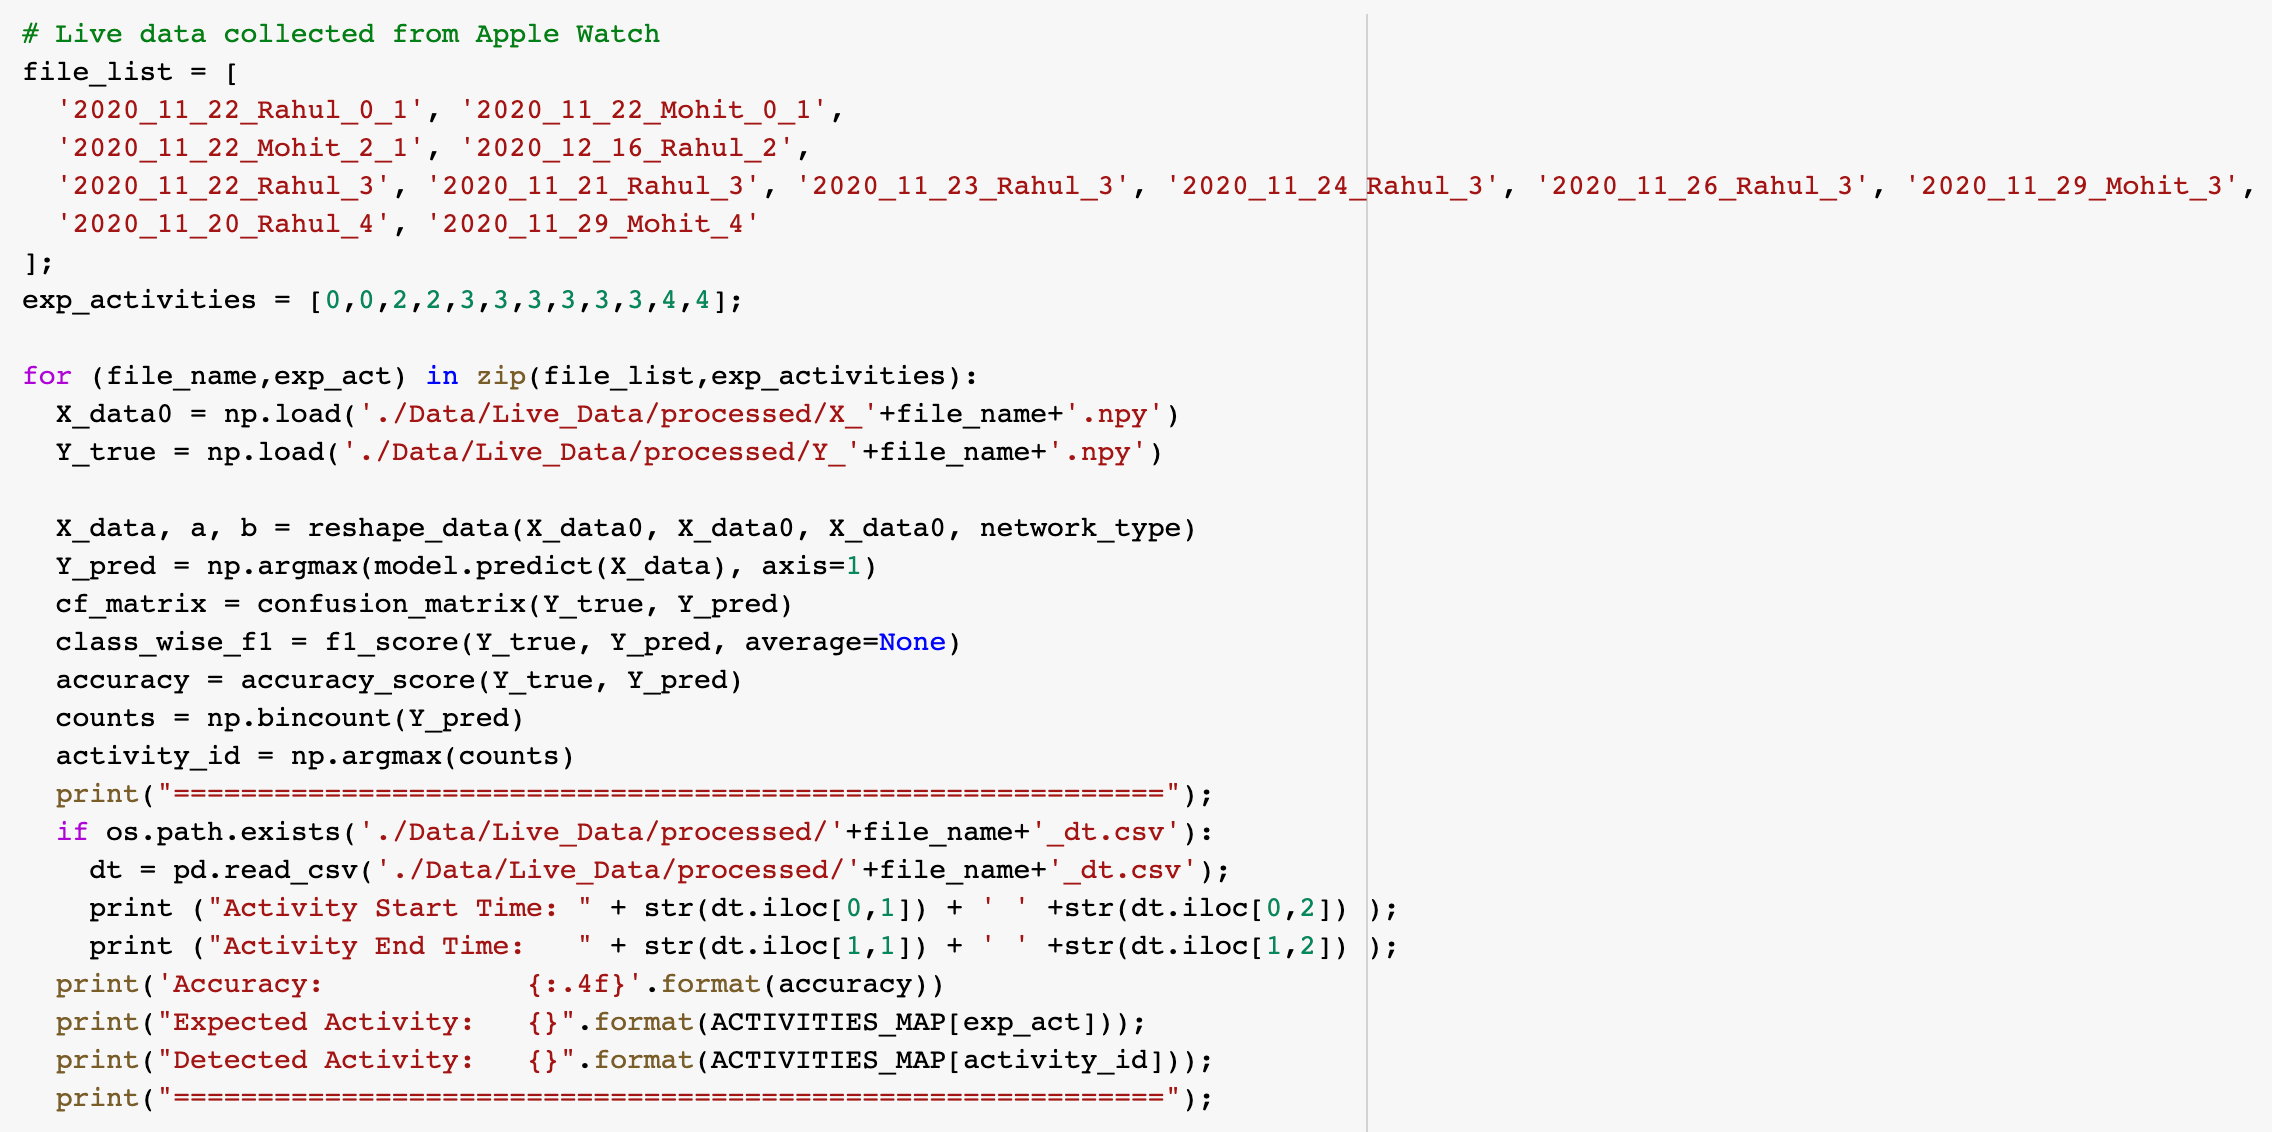 # Live data collected from Apple Watch
file_list = [
  '2020_11_22_Rahul_0_1', '2020_11_22_Mohit_0_1',
  '2020_11_22_Mohit_2_1', '2020_12_16_Rahul_2',
  '2020_11_22_Rahul_3', '2020_11_21_Rahul_3', '2020_11_23_Rahul_3', '2020_11_24_Rahul_3', '2020_11_26_Rahul_3', '2020_11_29_Mohit_3',
  '2020_11_20_Rahul_4', '2020_11_29_Mohit_4'
];
exp_activities = [0,0,2,2,3,3,3,3,3,3,4,4];

for (file_name,exp_act) in zip(file_list,exp_activities):
  X_data0 = np.load('./Data/Live_Data/processed/X_'+file_name+'.npy')
  Y_true = np.load('./Data/Live_Data/processed/Y_'+file_name+'.npy')

  X_data, a, b = reshape_data(X_data0, X_data0, X_data0, network_type)
  Y_pred = np.argmax(model.predict(X_data), axis=1)
  cf_matrix = confusion_matrix(Y_true, Y_pred)
  class_wise_f1 = f1_score(Y_true, Y_pred, average=None)
  accuracy = accuracy_score(Y_true, Y_pred)
  counts = np.bincount(Y_pred)
  activity_id = np.argmax(counts)
  print("===========================================================");
  if os.path.exists('./Data/Live_Data/processed/'+file_name+'_dt.csv'):
    dt = pd.read_csv('./Data/Live_Data/processed/'+file_name+'_dt.csv');
    print ("Activity Start Time: " + str(dt.iloc[0,1]) + ' ' +str(dt.iloc[0,2]) );
    print ("Activity End Time:   " + str(dt.iloc[1,1]) + ' ' +str(dt.iloc[1,2]) );
  print('Accuracy:            {:.4f}'.format(accuracy))
  print("Expected Activity:   {}".format(ACTIVITIES_MAP[exp_act]));
  print("Detected Activity:   {}".format(ACTIVITIES_MAP[activity_id]));
  print("===========================================================");